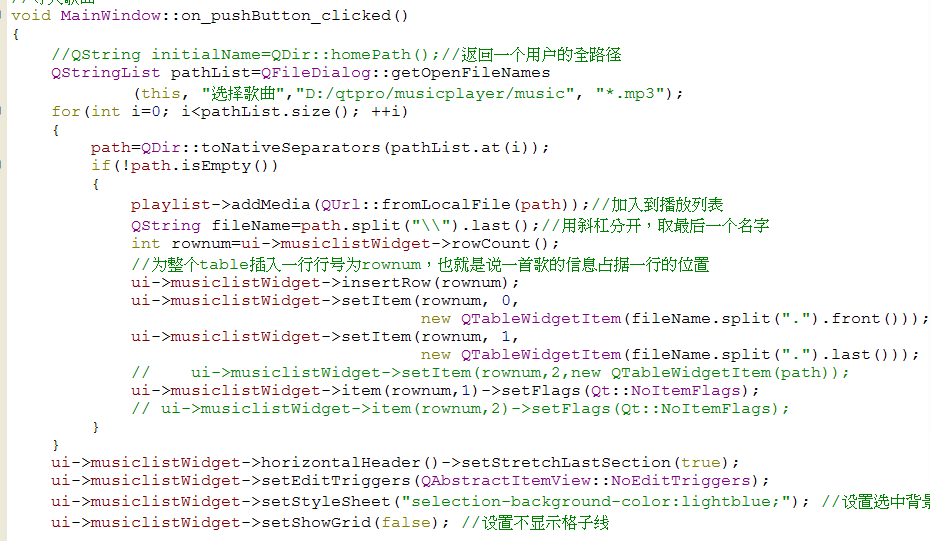 void MainWindow::on_pushButton_clicked()
{
    //QString initialName=QDir::homePath();//返回一个用户的全路径
    QStringList pathList=QFileDialog::getOpenFileNames
            (this, "选择歌曲","D:/qtpro/musicplayer/music", "*.mp3");
    for(int i=0; i<pathList.size(); ++i)
    {
        path=QDir::toNativeSeparators(pathList.at(i));
        if(!path.isEmpty())
        {
            playlist->addMedia(QUrl::fromLocalFile(path));//加入到播放列表
            QString fileName=path.split("\\").last();//用斜杠分开，取最后一个名字
            int rownum=ui->musiclistWidget->rowCount();
            //为整个table插入一行行号为rownum，也就是说一首歌的信息占据一行的位置
            ui->musiclistWidget->insertRow(rownum);
            ui->musiclistWidget->setItem(rownum, 0,
                                         new QTableWidgetItem(fileName.split(".").front()));
            ui->musiclistWidget->setItem(rownum, 1,
                                         new QTableWidgetItem(fileName.split(".").last()));
            //    ui->musiclistWidget->setItem(rownum,2,new QTableWidgetItem(path));
            ui->musiclistWidget->item(rownum,1)->setFlags(Qt::NoItemFlags);
            // ui->musiclistWidget->item(rownum,2)->setFlags(Qt::NoItemFlags);
        }
    }
    ui->musiclistWidget->horizontalHeader()->setStretchLastSection(true);
    ui->musiclistWidget->setEditTriggers(QAbstractItemView::NoEditTriggers);
    ui->musiclistWidget->setStyleSheet("selection-background-color:lightblue;"); //设置选中背景
    ui->musiclistWidget->setShowGrid(false); //设置不显示格子线